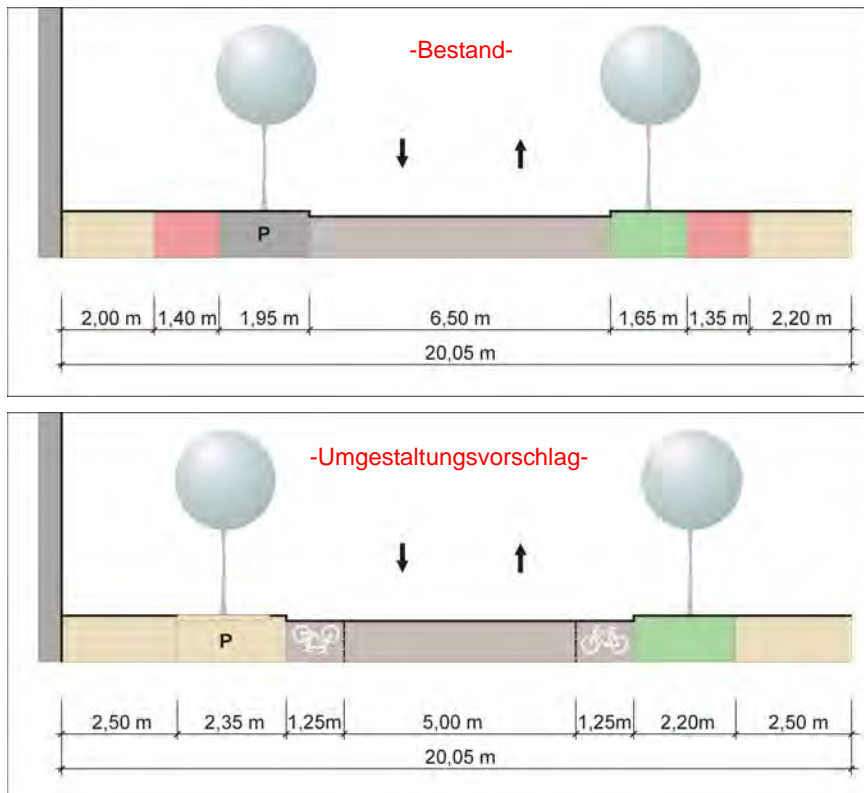 -Bestand-
P
2,00 m 1,40 m 1,95 m 6,50 m 1,65 m 1,35 m 2,20 m
20,05 m
-Umgestaltungsvorschlag-
P
2,50 m 2,35 m 1,25m 5,00 m 1,25m 2,20m 2,50 m
20,05 m